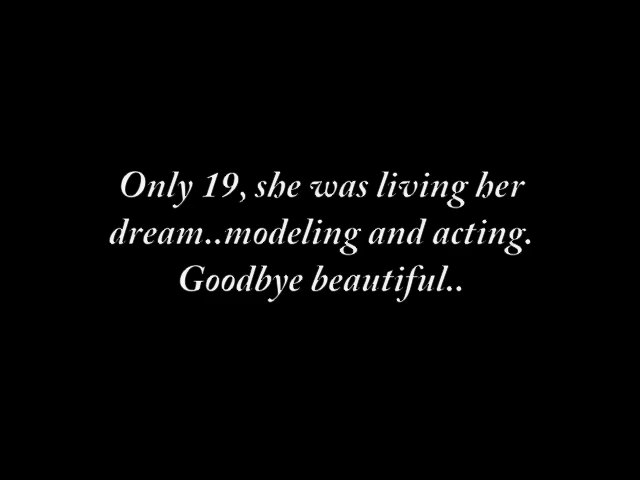 Only 19, she was living her
dream..modeling and acting.
Goodbye beautiful..